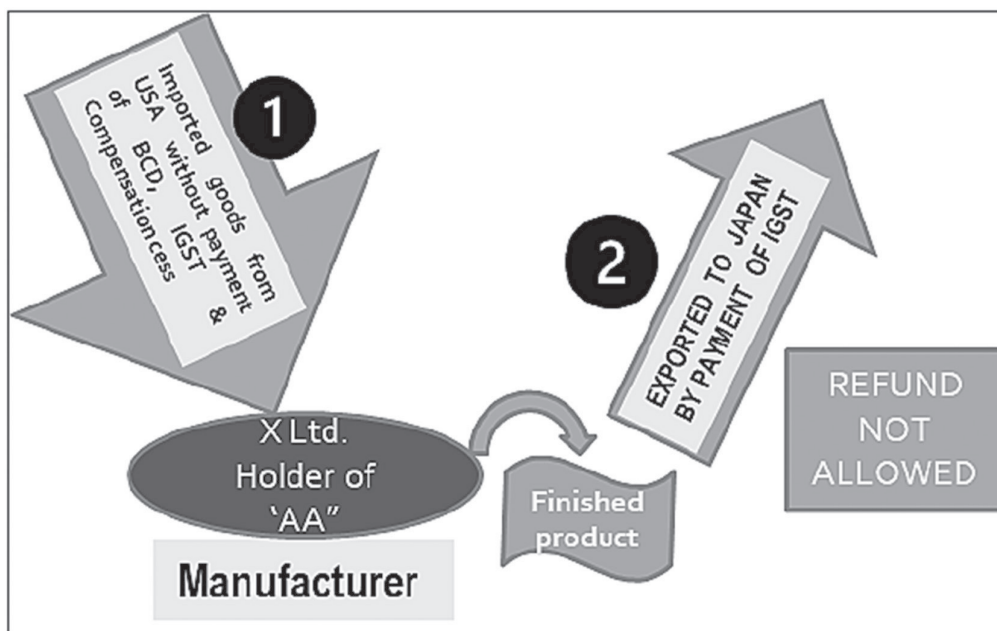 Imported goods from
USA without payment
of BCD, IGST &
Compensation cess
1
X Ltd.
Holder of
‘AA”
Manufacturer
Finished
product
2
EXPORTED TO JAPAN
BY PAYMENT OF IGST
REFUND
NOT
ALLOWED